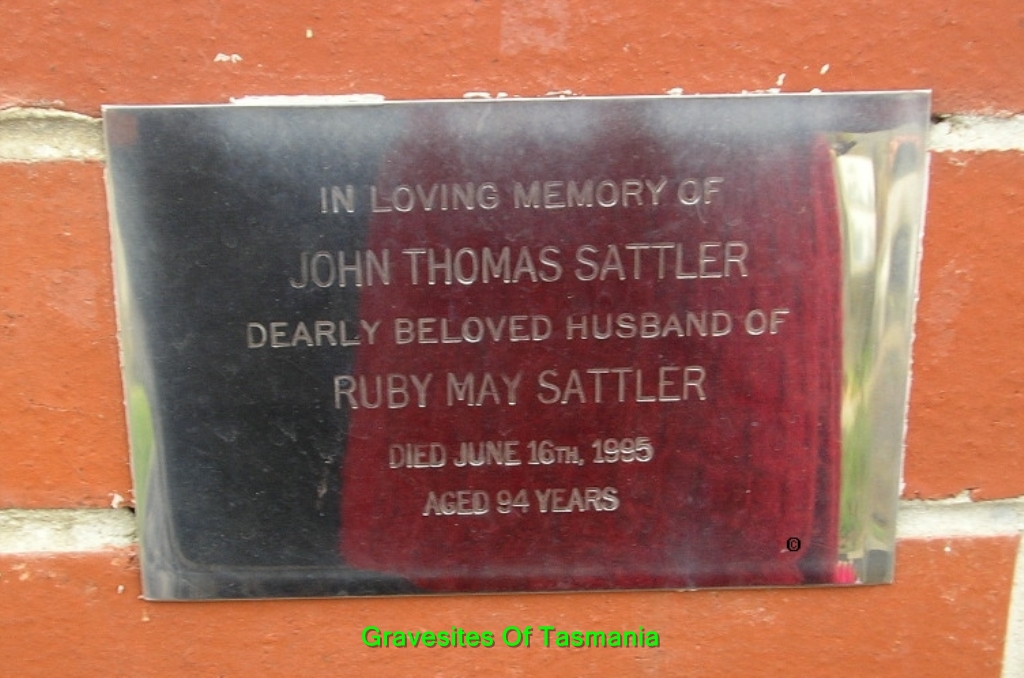 IN LOVING MEMORY OF
JOHN THOMAS SATTLER
DEARLY BELOVED HUSBAND OF
RUBY MAY SATTLER
DIED JUNE 16TH, 1995
AGED 94 YEARS
©
Gravesites Of Tasmania